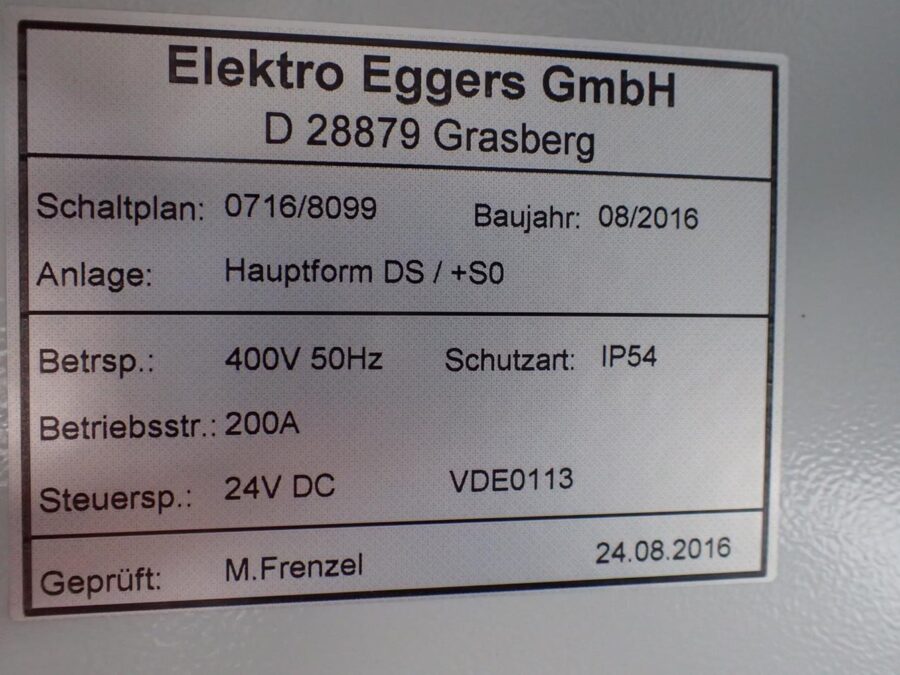 Elektro Eggers GmbH
D 28879 Grasberg
Schaltplan: 0716/8099 Baujahr: 08/2016
Anlage: Hauptform DS / +S0
Betrsp.: 400V 50Hz Schutzart: IP54
Betriebsstr.: 200A
Steuersp.: 24V DC VDE0113
Geprüft: M.Frenzel 24.08.2016